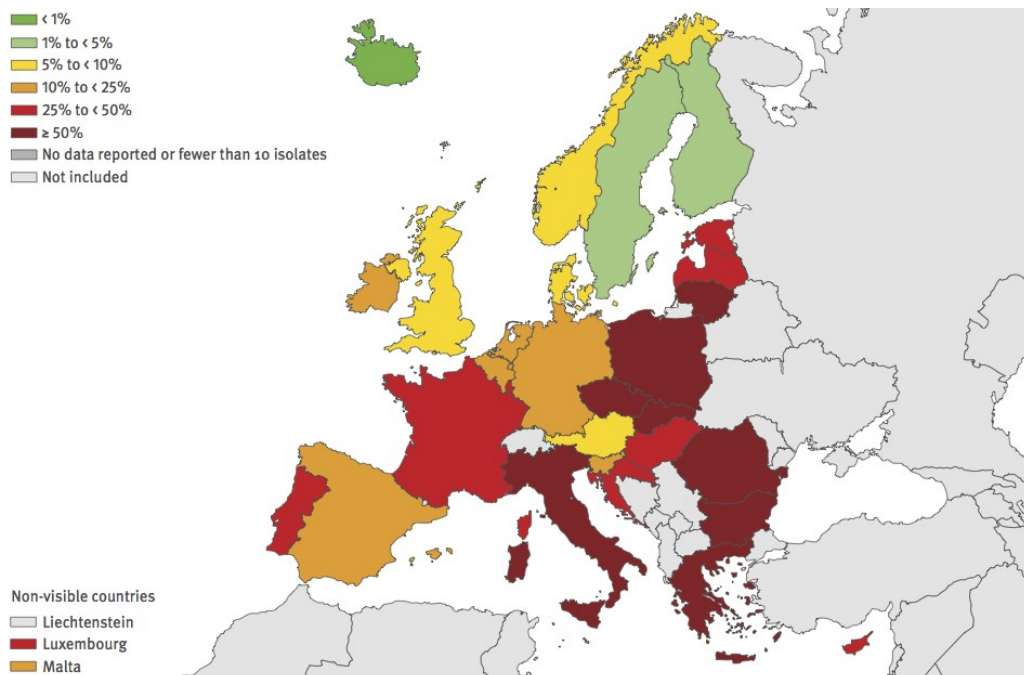 < 1%
1% to < 5%
5% to < 10%
10% to < 25%
25% to < 50%
≥ 50%
No data reported or fewer than 10 isolates
Not included
Non-visible countries
Liechtenstein
Luxembourg
Malta